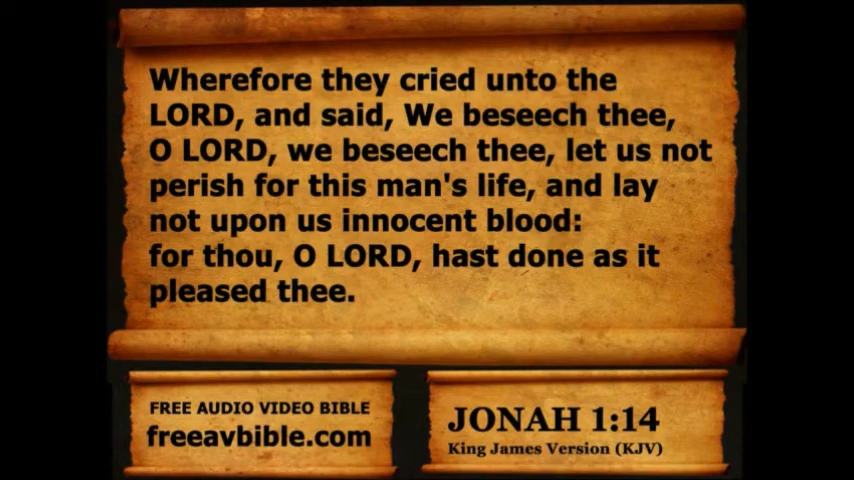 Wherefore they cried unto the
LORD, and said, We beseech thee,
O LORD, we beseech thee, let us not
perish for this man's life, and lay
not upon us innocent blood:
for thou, O LORD, hast done as it
pleased thee.
FREE AUDIO VIDEO BIBLE
freeavbible.com
JONAH 1:14
King James Version (KJV)